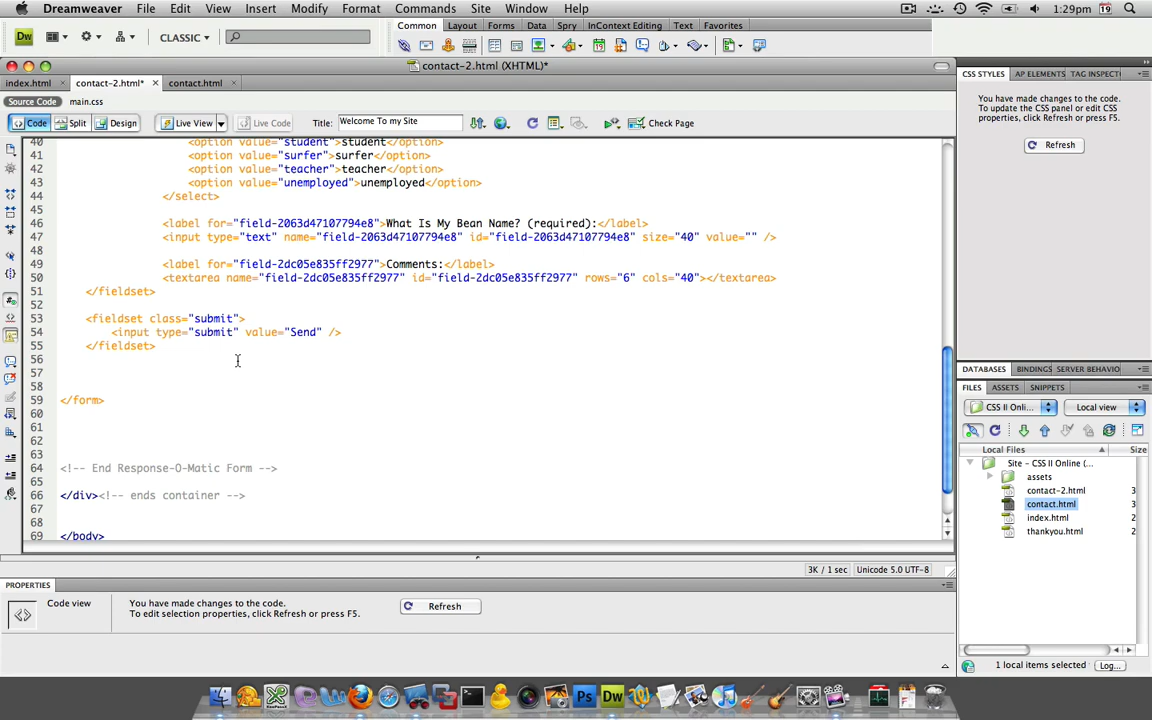 Dreamweaver File Edit View Insert Modify Format Commands Site Window Help 1:29pm 19
Common Layout Forms Data Spry InContext Editing Text Favorites
Dw CLASSIC
contact-2.html (XHTML)*
index.html contact-2.html* contact.html
Source Code main.css
Code Split Design Live View Live Code Title: Welcome To my Site Check Page
40 <option value="student">student</option>
41 <option value="surfer">surfer</option>
42 <option value="teacher">teacher</option>
43 <option value="unemployed">unemployed</option>
44 </select>
45
46 <label for="field-2063d47107794e8">What Is My Bean Name? (required):</label>
47 <input type="text" name="field-2063d47107794e8" id="field-2063d47107794e8" size="40" value="" />
48
49 <label for="field-2dc05e835ff2977">Comments:</label>
50 <textarea name="field-2dc05e835ff2977" id="field-2dc05e835ff2977" rows="6" cols="40"></textarea>
51 </fieldset>
52
53 <fieldset class="submit">
54 <input type="submit" value="Send" />
55 </fieldset>
56
57
58
59 </form>
60
61
62
63
64 <!-- End Response-O-Matic Form -->
65
66 </div><!-- ends container -->
67
68
69 </body>
3K / 1 sec Unicode 5.0 UTF-8
PROPERTIES
Code view
You have made changes to the code.
To edit selection properties, click Refresh or press F5.
Refresh
CSS STYLES AP ELEMENTS TAG INSPECT
You have made changes to the code.
To update the CSS panel or edit CSS
properties, click Refresh or press F5.
Refresh
DATABASES BINDINGS SERVER BEHAVIO
FILES ASSETS SNIPPETS
CSS II Onli... Local view
Local Files Size
Site - CSS II Online (...
assets
contact-2.html 3
contact.html 3
index.html 2
thankyou.html 2
1 local items selected Log...
Ps Dw